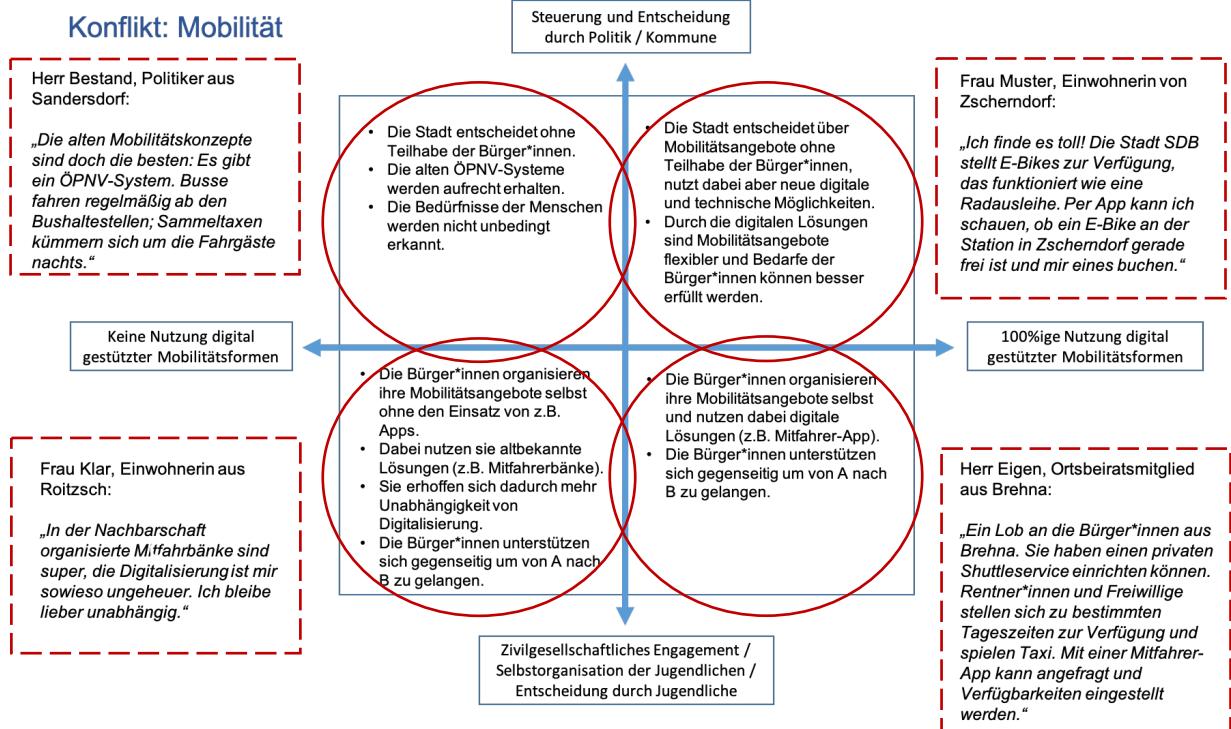 Konflikt: Mobilität
Steuerung und Entscheidung
durch Politik / Kommune
Herr Bestand, Politiker aus
Sandersdorf:
„Die alten Mobilitätskonzepte
sind doch die besten: Es gibt
ein ÖPNV-System. Busse
fahren regelmäßig ab den
Bushaltestellen; Sammeltaxen
kümmern sich um die Fahrgäste
nachts.“
• Die Stadt entscheidet ohne
Teilhabe der Bürger*innen.
• Die alten ÖPNV-Systeme
werden aufrecht erhalten.
• Die Bedürfnisse der Menschen
werden nicht unbedingt
erkannt.
• Die Stadt entscheidet über
Mobilitätsangebote ohne
Teilhabe der Bürger*innen,
nutzt dabei aber neue digitale
und technische Möglichkeiten.
• Durch die digitalen Lösungen
sind Mobilitätsangebote
flexibler und Bedarfe der
Bürger*innen können besser
erfüllt werden.
Frau Muster, Einwohnerin von
Zscherndorf:
„Ich finde es toll! Die Stadt SDB
stellt E-Bikes zur Verfügung,
das funktioniert wie eine
Radausleihe. Per App kann ich
schauen, ob ein E-Bike an der
Station in Zscherndorf gerade
frei ist und mir eines buchen.“
Keine Nutzung digital
gestützter Mobilitätsformen
100%ige Nutzung digital
gestützter Mobilitätsformen
Frau Klar, Einwohnerin aus
Roitzsch:
„In der Nachbarschaft
organisierte Mitfahrbänke sind
super, die Digitalisierung ist mir
sowieso ungeheuer. Ich bleibe
lieber unabhängig.“
• Die Bürger*innen organisieren
ihre Mobilitätsangebote selbst
ohne den Einsatz von z.B.
Apps.
• Dabei nutzen sie altbekannte
Lösungen (z.B. Mitfahrerbänke).
• Sie erhoffen sich dadurch mehr
Unabhängigkeit von
Digitalisierung.
• Die Bürger*innen unterstützen
sich gegenseitig um von A nach
B zu gelangen.
• Die Bürger*innen organisieren
ihre Mobilitätsangebote selbst
und nutzen dabei digitale
Lösungen (z.B. Mitfahrer-App).
• Die Bürger*innen unterstützen
sich gegenseitig um von A nach
B zu gelangen.
Herr Eigen, Ortsbeiratsmitglied
aus Brehna:
„Ein Lob an die Bürger*innen aus
Brehna. Sie haben einen privaten
Shuttleservice einrichten können.
Rentner*innen und Freiwillige
stellen sich zu bestimmten
Tageszeiten zur Verfügung und
spielen Taxi. Mit einer Mitfahrer-
App kann angefragt und
Verfügbarkeiten eingestellt
werden.“
Zivilgesellschaftliches Engagement /
Selbstorganisation der Jugendlichen /
Entscheidung durch Jugendliche